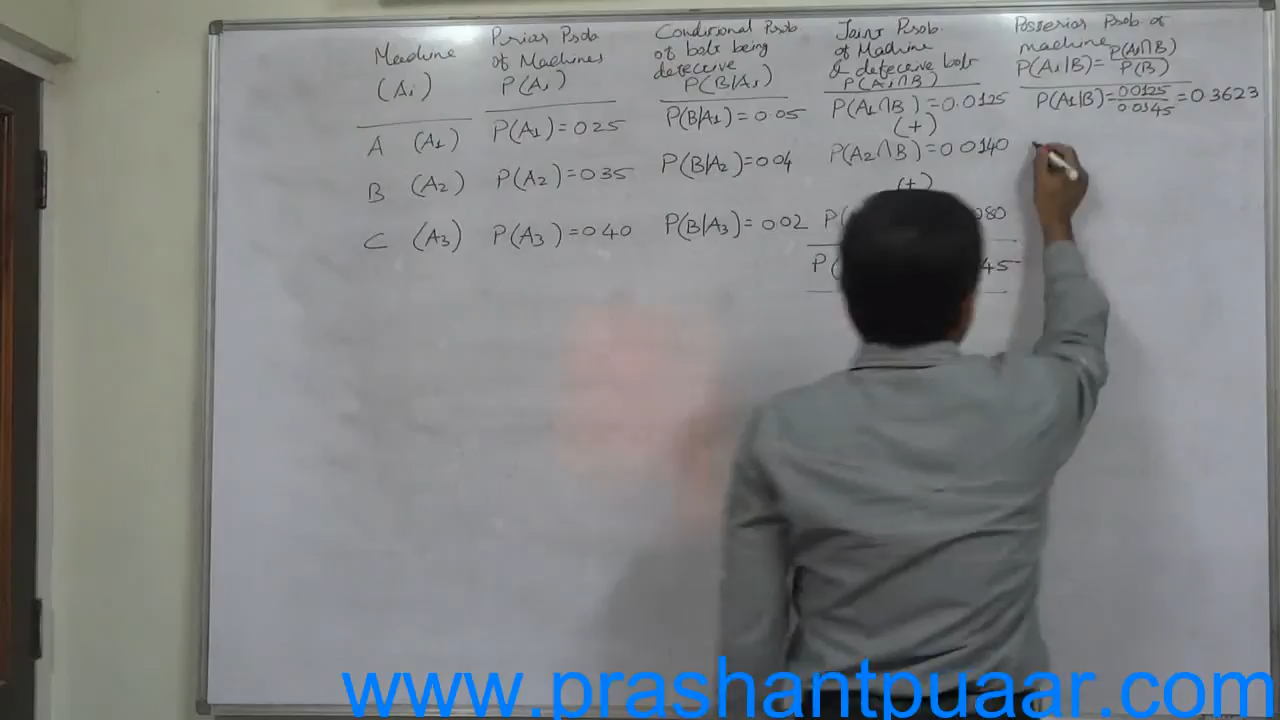 Machine
(Ai)
A (A1)
B (A2)
C (A3)
Prior Prob
of Machines
P(Ai)
P(A1)=0.25
P(A2)=0.35
P(A3)=0.40
Conditional Prob
of bolt being
defective
P(B/Ai)
P(B/A1)=0.05
P(B/A2)=0.04
P(B/A3)=0.02
Joint Prob.
of Machine
& defective bolt
P(Ai∩B)
P(A1∩B)=0.0125
(+)
P(A2∩B)=0.0140
(+)
P( 080
P( 45
Posterior Prob of
machine
P(Ai|B)=P(Ai∩B)/P(B)
P(A1|B)=0.0125/0.0345=0.3623
www.prashantpuaar.com